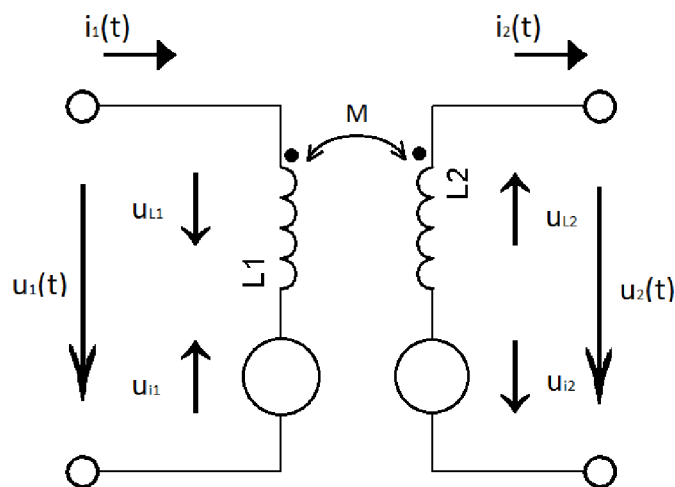 i₁(t) i₂(t)
M
L2
u_L1 u_L2
L1
u₁(t) u₂(t)
u_i1 u_i2